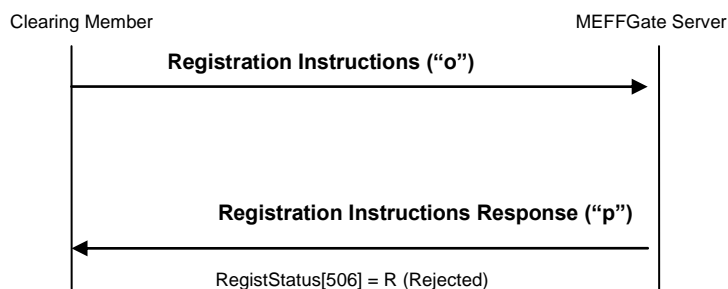 Clearing Member
MEFFGate Server
Registration Instructions (“o”)
Registration Instructions Response (“p”)
RegistStatus[506] = R (Rejected)